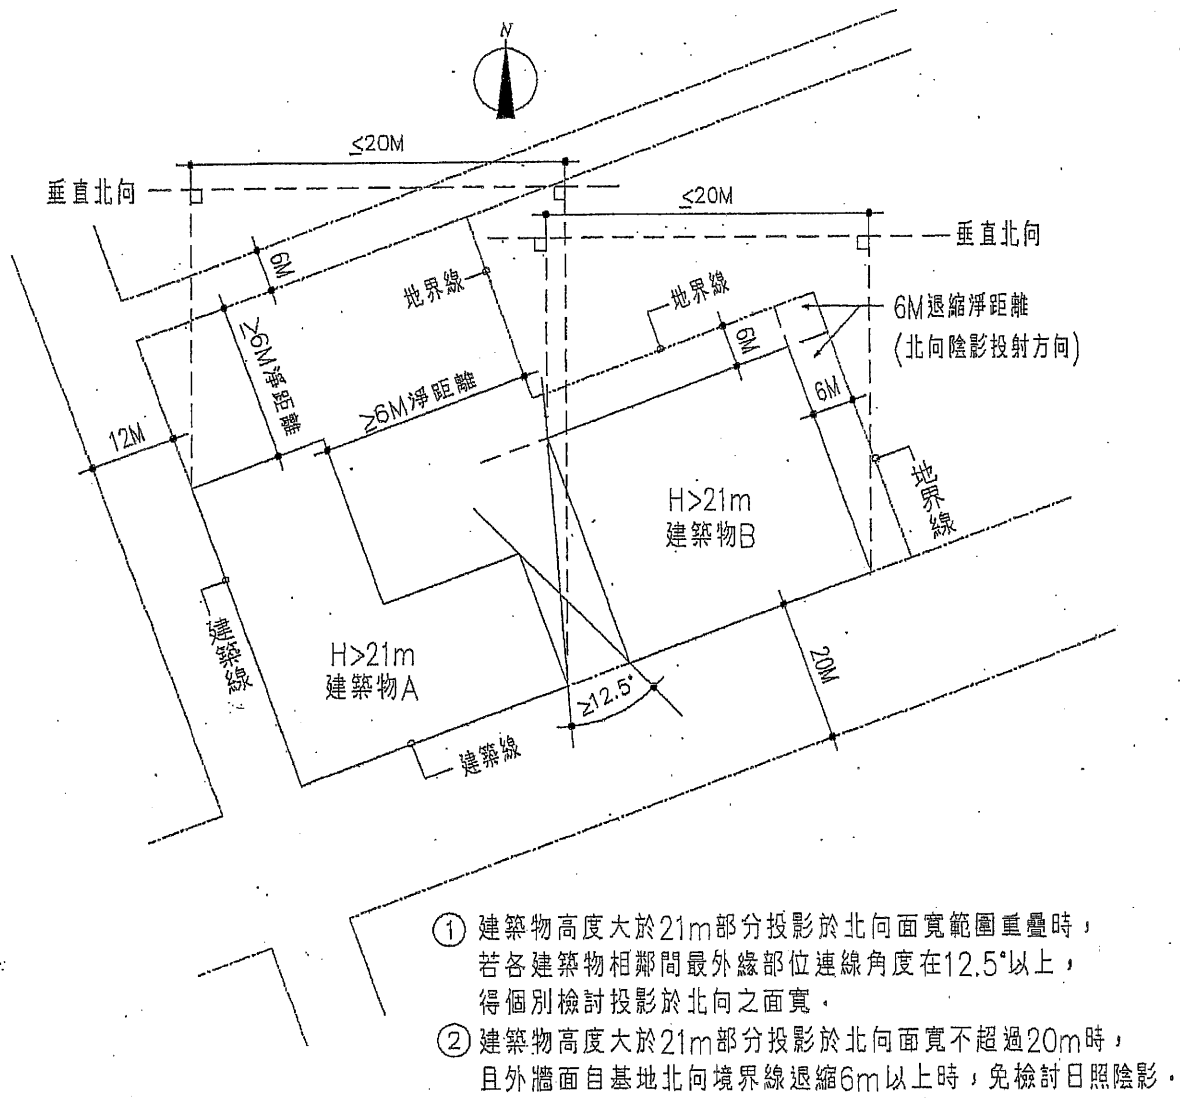 N
≤20M
垂直北向
≤20M
垂直北向
6M
地界線
地界線
6M退縮淨距離
(北向陰影投射方向)
≥6M淨距離
6M
≥6M淨距離
6M
12M
H>21m
建築物B
地界線
建築線
H>21m
建築物A
20M
≥12.5°
建築線
① 建築物高度大於21m部分投影於北向面寬範圍重疊時，
若各建築物相鄰間最外緣部位連線角度在12.5°以上，
得個別檢討投影於北向之面寬。
② 建築物高度大於21m部分投影於北向面寬不超過20m時，
且外牆面自基地北向境界線退縮6m以上時，免檢討日照陰影。